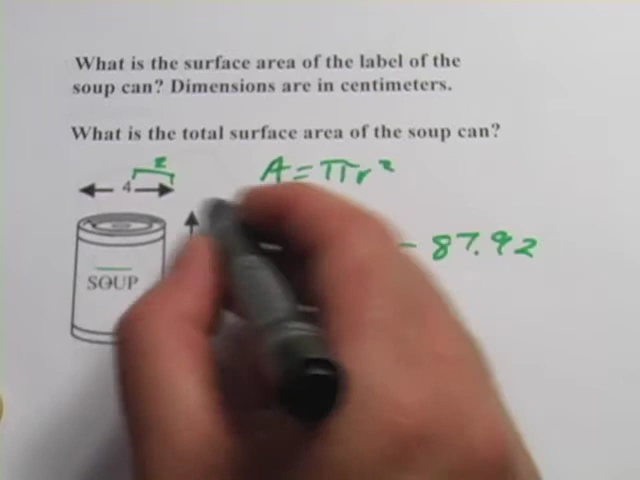 What is the surface area of the label of the
soup can? Dimensions are in centimeters.
What is the total surface area of the soup can?
2
4
A = πr²
- 87.92
SOUP